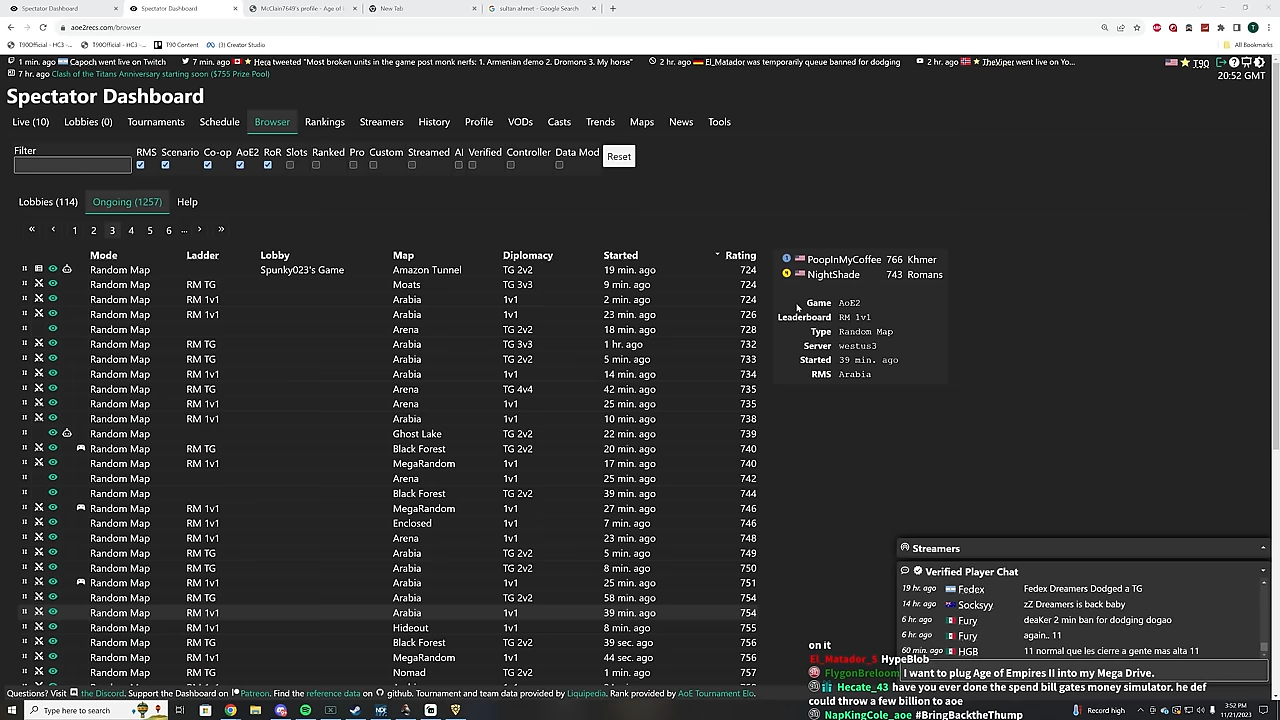 Spectator Dashboard
Spectator Dashboard
McClain7649's profile - Age of
New Tab
sultan ahmet - Google Search
aoe2recs.com/browser
T90Official - HC3 -...
T90Official - HC3 -...
T90 Content
(3) Creator Studio
All Bookmarks
1 min. ago Capoch went live on Twitch
7 min. ago Hera tweeted "Most broken units in the game post monk nerfs: 1. Armenian demo 2. Dromons 3. My horse"
2 hr. ago El_Matador was temporarily queue banned for dodging
2 hr. ago TheViper went live on Yo...
T90
7 hr. ago Clash of the Titans Anniversary starting soon ($755 Prize Pool)
20:52 GMT
Spectator Dashboard
Live (10) Lobbies (0) Tournaments Schedule Browser Rankings Streamers History Profile VODs Casts Trends Maps News Tools
Filter RMS Scenario Co-op AoE2 RoR Slots Ranked Pro Custom Streamed AI Verified Controller Data Mod Reset
Lobbies (114) Ongoing (1257) Help
« ‹ 1 2 3 4 5 6 ... › »
Mode Ladder Lobby Map Diplomacy Started Rating
Random Map Spunky023's Game Amazon Tunnel TG 2v2 19 min. ago 724
Random Map RM TG Moats TG 3v3 9 min. ago 724
Random Map RM 1v1 Arabia 1v1 2 min. ago 724
Random Map RM 1v1 Arabia 1v1 23 min. ago 726
Random Map Arena TG 2v2 18 min. ago 728
Random Map RM TG Arabia TG 3v3 1 hr. ago 732
Random Map RM TG Arabia TG 2v2 5 min. ago 733
Random Map RM 1v1 Arabia 1v1 14 min. ago 734
Random Map RM TG Arena TG 4v4 42 min. ago 735
Random Map RM 1v1 Arena 1v1 25 min. ago 735
Random Map RM 1v1 Arabia 1v1 10 min. ago 738
Random Map Ghost Lake TG 2v2 22 min. ago 739
Random Map RM TG Black Forest TG 2v2 20 min. ago 740
Random Map RM 1v1 MegaRandom 1v1 17 min. ago 740
Random Map Arena 1v1 25 min. ago 742
Random Map Black Forest TG 2v2 39 min. ago 744
Random Map RM 1v1 MegaRandom 1v1 27 min. ago 746
Random Map RM 1v1 Enclosed 1v1 7 min. ago 746
Random Map RM 1v1 Arena 1v1 23 min. ago 748
Random Map RM TG Arabia TG 2v2 5 min. ago 749
Random Map RM TG Arabia TG 2v2 8 min. ago 750
Random Map RM 1v1 Arabia 1v1 25 min. ago 751
Random Map RM TG Arabia TG 2v2 58 min. ago 754
Random Map RM 1v1 Arabia 1v1 39 min. ago 754
Random Map RM 1v1 Hideout 1v1 8 min. ago 755
Random Map RM TG Black Forest TG 2v2 39 sec. ago 756
Random Map RM 1v1 MegaRandom 1v1 44 sec. ago 756
Random Map RM TG Nomad TG 2v2 1 min. ago 757
1 PoopInMyCoffee 766 Khmer
4 NightShade 743 Romans
Game AoE2
Leaderboard RM 1v1
Type Random Map
Server westus3
Started 39 min. ago
RMS Arabia
Streamers
Verified Player Chat
19 hr. ago Fedex Fedex Dreamers Dodged a TG
14 hr. ago Socksyy zZ Dreamers is back baby
6 hr. ago Fury deaKer 2 min ban for dodging dogao
6 hr. ago Fury again.. 11
60 min. ago HGB 11 normal que les cierre a gente mas alta 11
on it
El_Matador_5 HypeBlob
FlygonBreloom I want to plug Age of Empires II into my Mega Drive.
Hecate_43 have you ever done the spend bill gates money simulator. he def
could throw a few billion to aoe
NapKingCole_aoe #BringBacktheThump
Questions? Visit the Discord. Support the Dashboard on Patreon. Find the reference data on github. Tournament and team data provided by Liquipedia. Rank provided by AoE Tournament Elo.
Type here to search
Record high
3:52 PM
11/21/2023